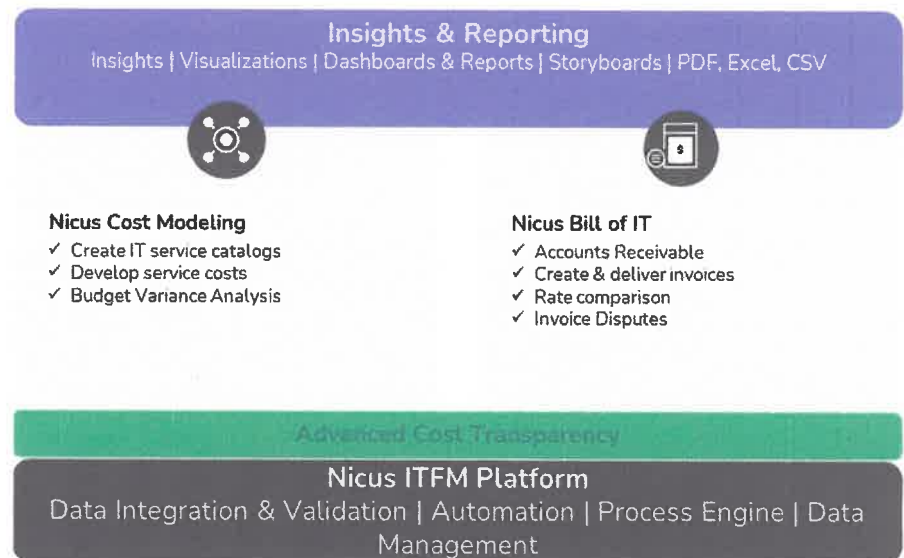 Insights & Reporting
Insights | Visualizations | Dashboards & Reports | Storyboards | PDF, Excel, CSV
$
Nicus Cost Modeling
✓ Create IT service catalogs
✓ Develop service costs
✓ Budget Variance Analysis
Nicus Bill of IT
✓ Accounts Receivable
✓ Create & deliver invoices
✓ Rate comparison
✓ Invoice Disputes
Advanced Cost Transparency
Nicus ITFM Platform
Data Integration & Validation | Automation | Process Engine | Data
Management